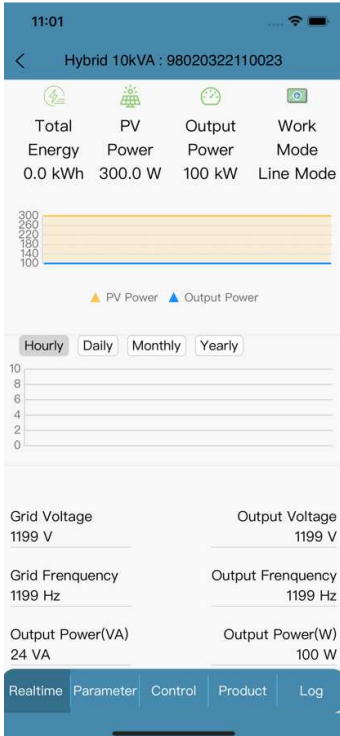 11:01
Hybrid 10kVA : 98020322110023
Total Energy
0.0 kWh
PV Power
300.0 W
Output Power
100 kW
Work Mode
Line Mode
300
260
220
180
140
100
PV Power
Output Power
Hourly
Daily
Monthly
Yearly
10
8
6
4
2
0
Grid Voltage
1199 V
Output Voltage
1199 V
Grid Frenquency
1199 Hz
Output Frenquency
1199 Hz
Output Power(VA)
24 VA
Output Power(W)
100 W
Realtime
Parameter
Control
Product
Log